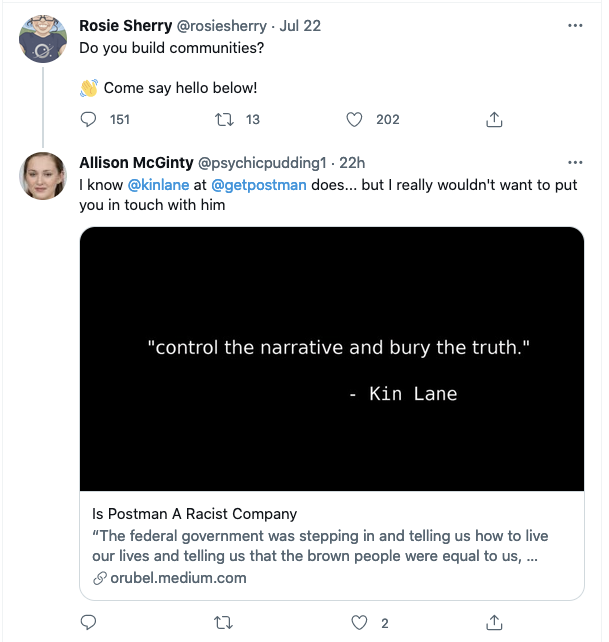 Rosie Sherry @rosiesherry · Jul 22
Do you build communities?
👋 Come say hello below!
151 13 202
Allison McGinty @psychicpudding1 · 22h
I know @kinlane at @getpostman does... but I really wouldn't want to put
you in touch with him
"control the narrative and bury the truth."
- Kin Lane
Is Postman A Racist Company
“The federal government was stepping in and telling us how to live
our lives and telling us that the brown people were equal to us, ...
orubel.medium.com
2